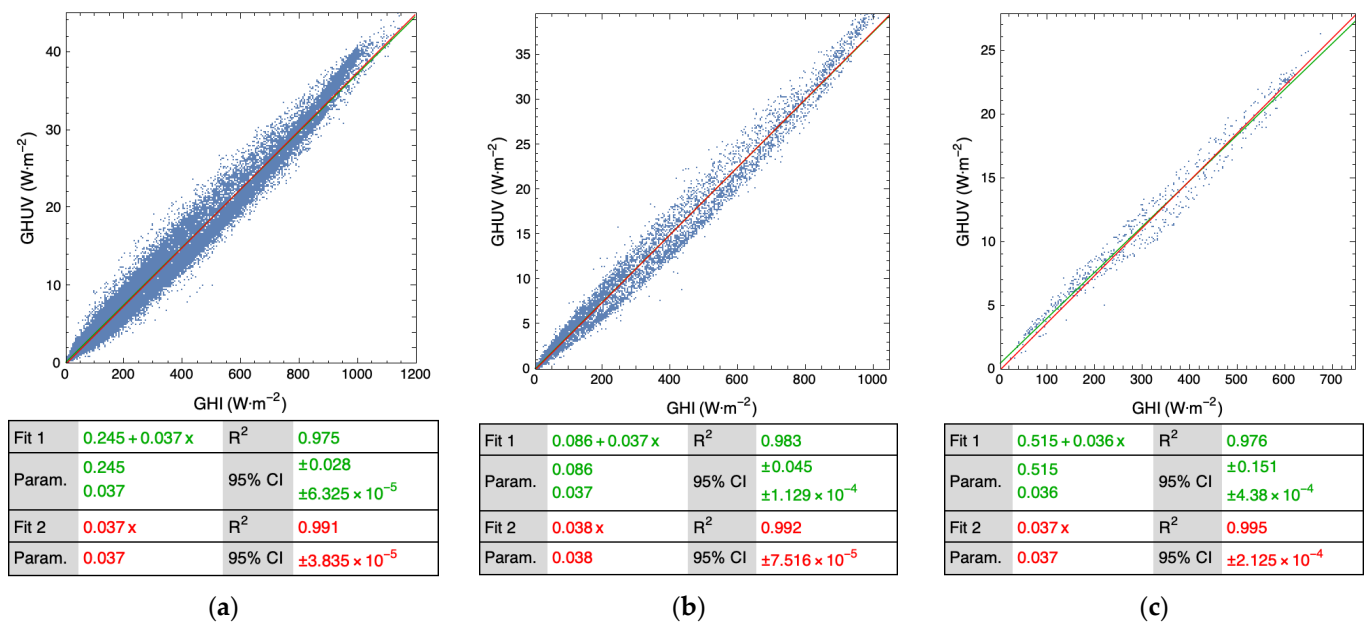 GHUV (W·m−2)
40
30
20
10
0
0 200 400 600 800 1000 1200
GHI (W·m−2)
Fit 1 0.245 + 0.037 x R2 0.975
Param. 0.245 0.037 95% CI ±0.028 ±6.325 × 10−5
Fit 2 0.037 x R2 0.991
Param. 0.037 95% CI ±3.835 × 10−5
(a)
GHUV (W·m−2)
35
30
25
20
15
10
5
0
0 200 400 600 800 1000
GHI (W·m−2)
Fit 1 0.086 + 0.037 x R2 0.983
Param. 0.086 0.037 95% CI ±0.045 ±1.129 × 10−4
Fit 2 0.038 x R2 0.992
Param. 0.038 95% CI ±7.516 × 10−5
(b)
GHUV (W·m−2)
25
20
15
10
5
0
0 100 200 300 400 500 600 700
GHI (W·m−2)
Fit 1 0.515 + 0.036 x R2 0.976
Param. 0.515 0.036 95% CI ±0.151 ±4.38 × 10−4
Fit 2 0.037 x R2 0.995
Param. 0.037 95% CI ±2.125 × 10−4
(c)